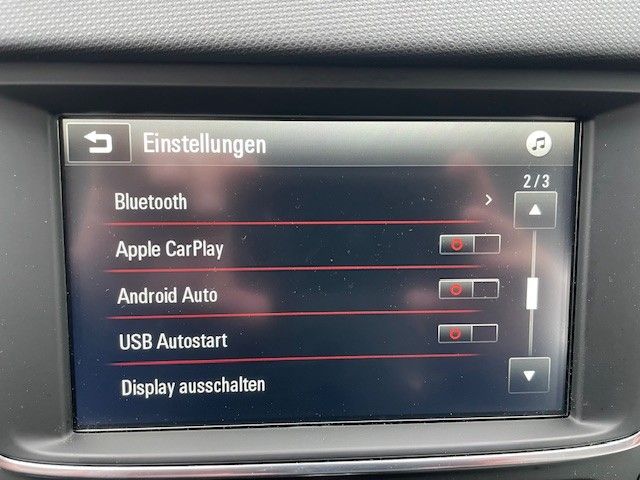 Einstellungen
2/3
Bluetooth
Apple CarPlay
Android Auto
USB Autostart
Display ausschalten